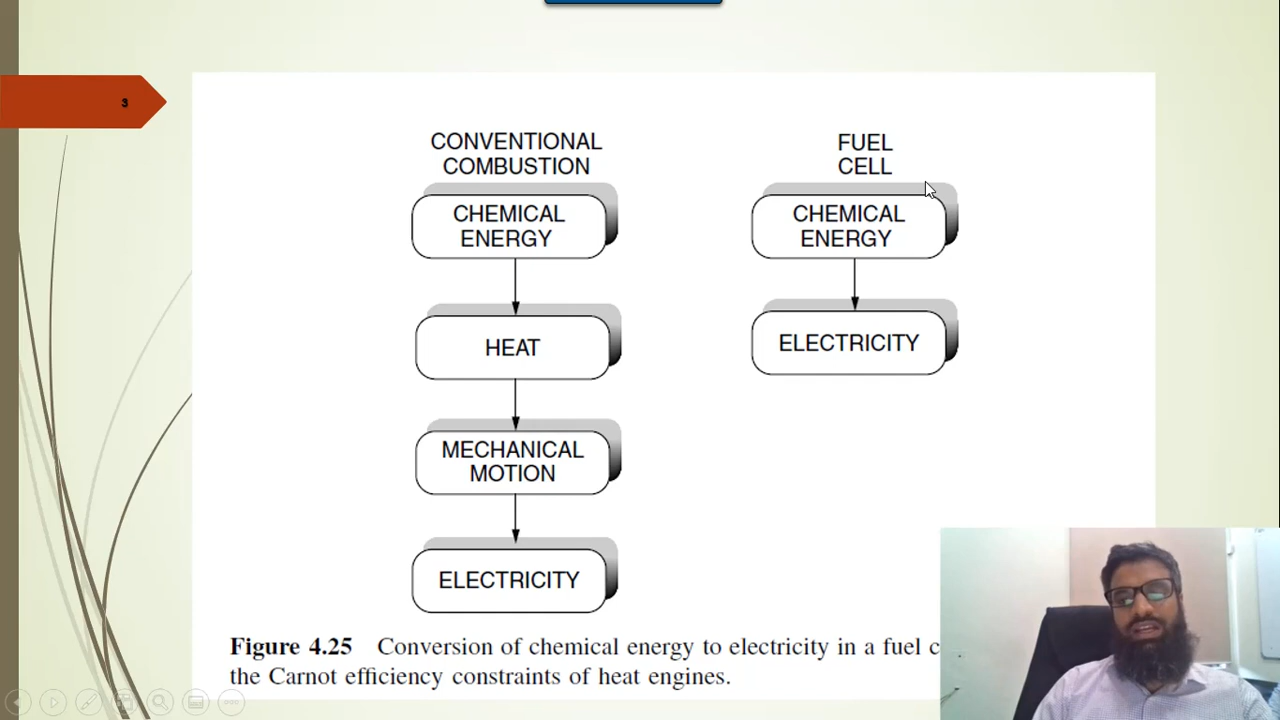 3
CONVENTIONAL
COMBUSTION
CHEMICAL
ENERGY
HEAT
MECHANICAL
MOTION
ELECTRICITY
FUEL
CELL
CHEMICAL
ENERGY
ELECTRICITY
Figure 4.25 Conversion of chemical energy to electricity in a fuel c
the Carnot efficiency constraints of heat engines.